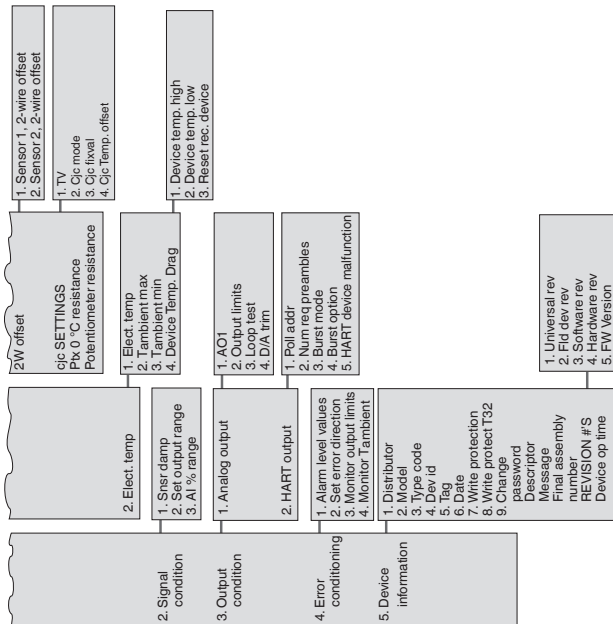 2. Signal
condition
3. Output
condition
4. Error
conditioning
5. Device
information
2. Elect. temp
1. Snsr damp
2. Set output range
3. AI % range
1. Analog output
2. HART output
1. Alarm level values
2. Set error direction
3. Monitor output limits
4. Monitor Tambient
1. Distributor
2. Model
3. Type code
4. Dev id
5. Tag
6. Date
7. Write protection
8. Write protect T32
9. Change
password
Descriptor
Message
Final assembly
number
REVISION #'S
Device op time
2W offset
cjc SETTINGS
Ptx 0 °C resistance
Potentiometer resistance
1. Elect. temp
2. Tambient max
3. Tambient min
4. Device Temp. Drag
1. AO1
2. Output limits
3. Loop test
4. D/A trim
1. Poll addr
2. Num req preambles
3. Burst mode
4. Burst option
5. HART device malfunction
1. Universal rev
2. Fld dev rev
3. Software rev
4. Hardware rev
5. FW Version
1. Sensor 1, 2-wire offset
2. Sensor 2, 2-wire offset
1. TV
2. Cjc mode
3. Cjc fixval
4. Cjc Temp. offset
1. Device temp. high
2. Device temp. low
3. Reset rec. device